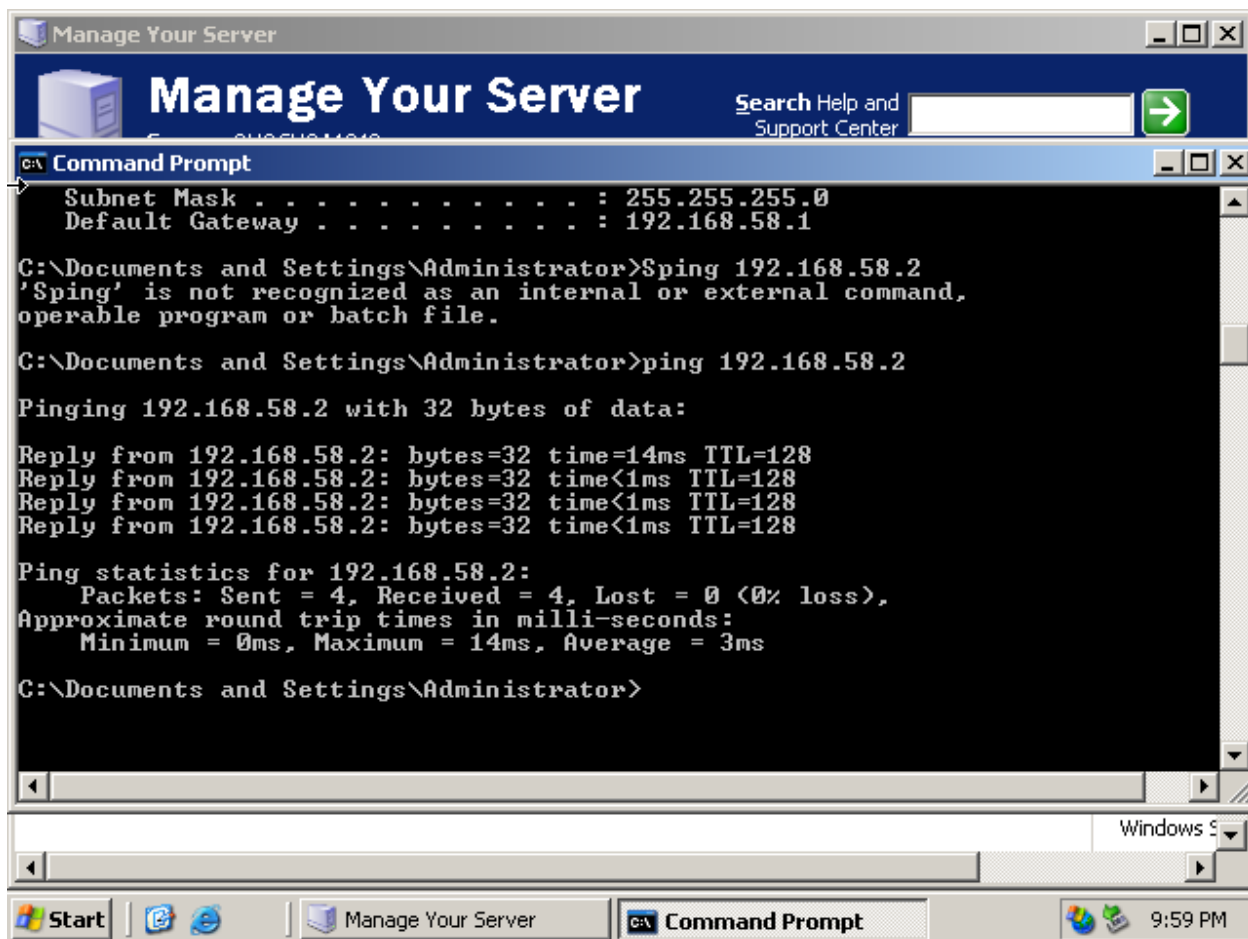 Manage Your Server
Manage Your Server
Search Help and
Support Center
Command Prompt
Subnet Mask . . . . . . . . . . . : 255.255.255.0
Default Gateway . . . . . . . . . : 192.168.58.1
C:\Documents and Settings\Administrator>Sping 192.168.58.2
'Sping' is not recognized as an internal or external command,
operable program or batch file.
C:\Documents and Settings\Administrator>ping 192.168.58.2
Pinging 192.168.58.2 with 32 bytes of data:
Reply from 192.168.58.2: bytes=32 time=14ms TTL=128
Reply from 192.168.58.2: bytes=32 time<1ms TTL=128
Reply from 192.168.58.2: bytes=32 time<1ms TTL=128
Reply from 192.168.58.2: bytes=32 time<1ms TTL=128
Ping statistics for 192.168.58.2:
Packets: Sent = 4, Received = 4, Lost = 0 (0% loss),
Approximate round trip times in milli-seconds:
Minimum = 0ms, Maximum = 14ms, Average = 3ms
C:\Documents and Settings\Administrator>
Windows S
Start Manage Your Server Command Prompt 9:59 PM